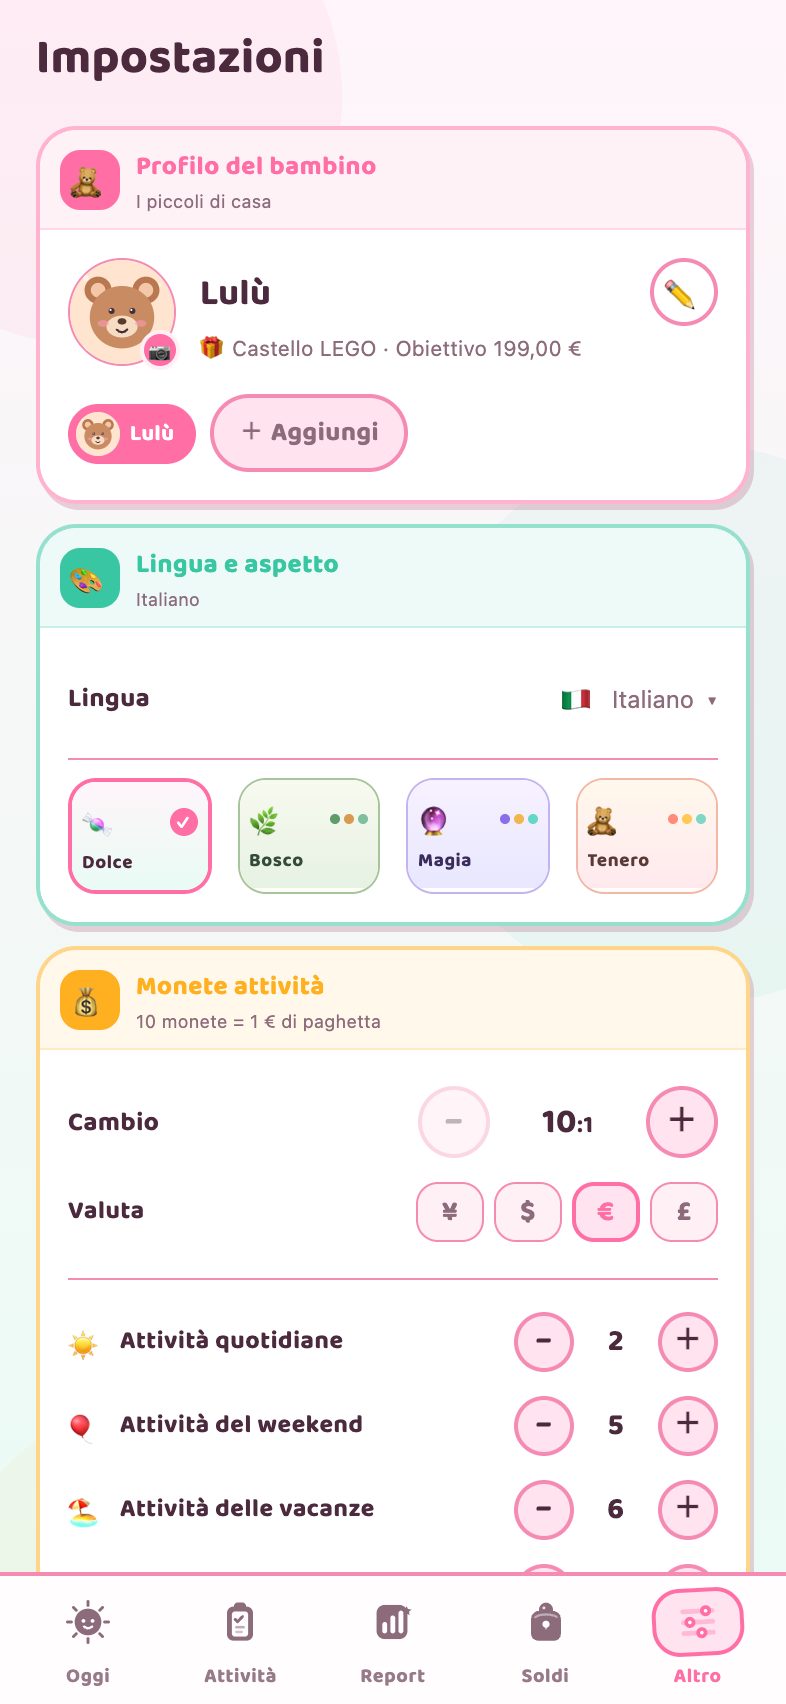 Impostazioni
Profilo del bambino
I piccoli di casa
Lulù
Castello LEGO · Obiettivo 199,00 €
Lulù
+ Aggiungi
Lingua e aspetto
Italiano
Lingua
Italiano
Dolce
Bosco
Magia
Tenero
Monete attività
10 monete = 1 € di paghetta
Cambio
- 10:1 +
Valuta
¥ $ € £
Attività quotidiane - 2 +
Attività del weekend - 5 +
Attività delle vacanze - 6 +
Oggi
Attività
Report
Soldi
Altro